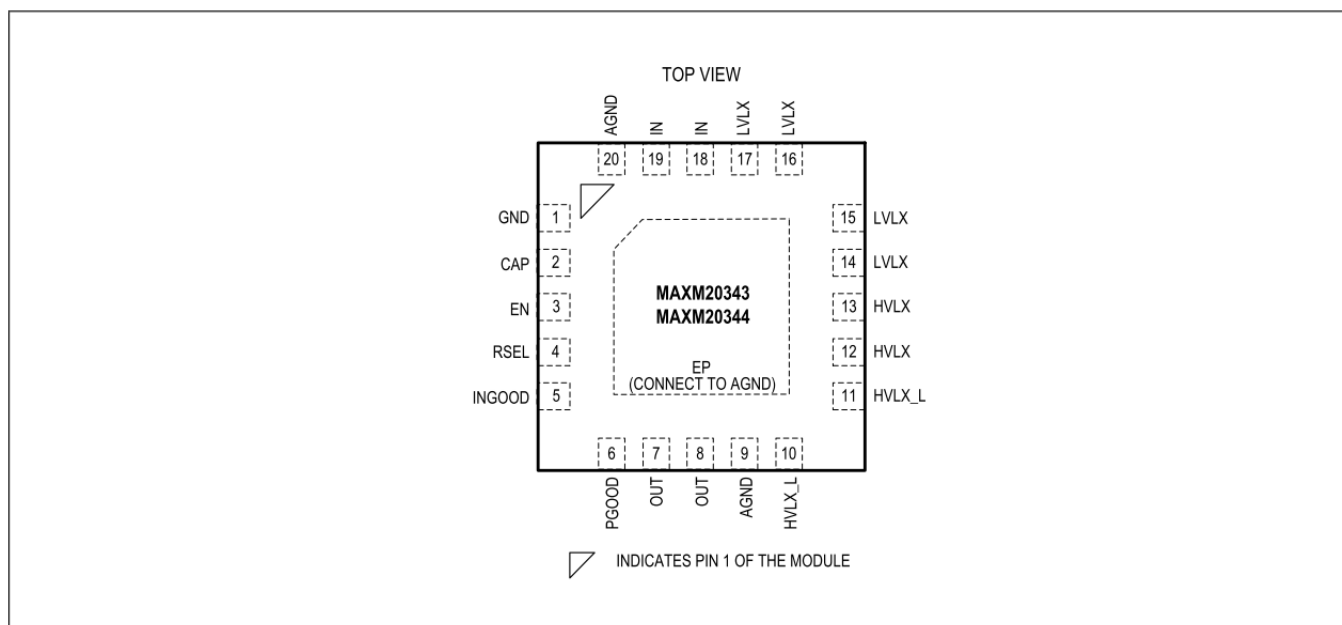 TOP VIEW
AGND IN IN LVLX LVLX
20 19 18 17 16
GND 1
CAP 2
EN 3
RSEL 4
INGOOD 5
15 LVLX
14 LVLX
13 HVLX
12 HVLX
11 HVLX_L
MAXM20343
MAXM20344
EP
(CONNECT TO AGND)
6 7 8 9 10
PGOOD OUT OUT AGND HVLX_L
INDICATES PIN 1 OF THE MODULE